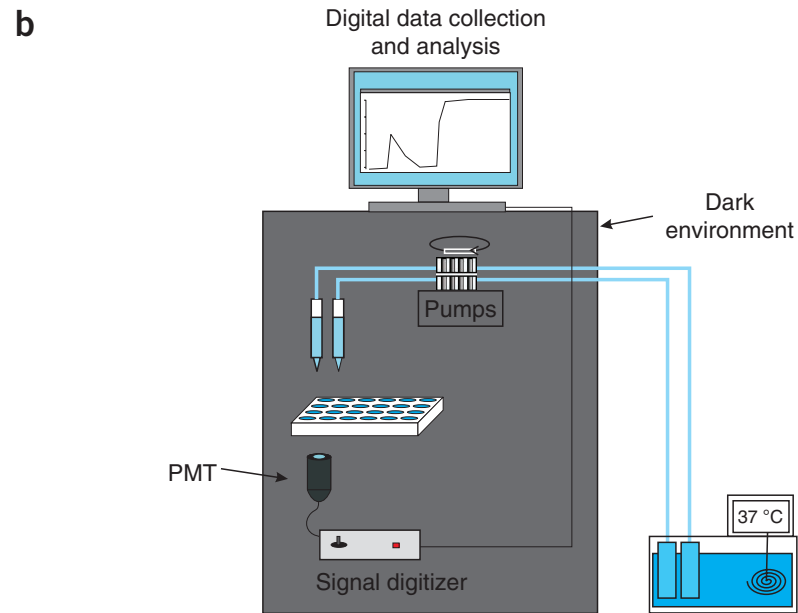 b
Digital data collection
and analysis
Dark
environment
Pumps
PMT
37 °C
Signal digitizer